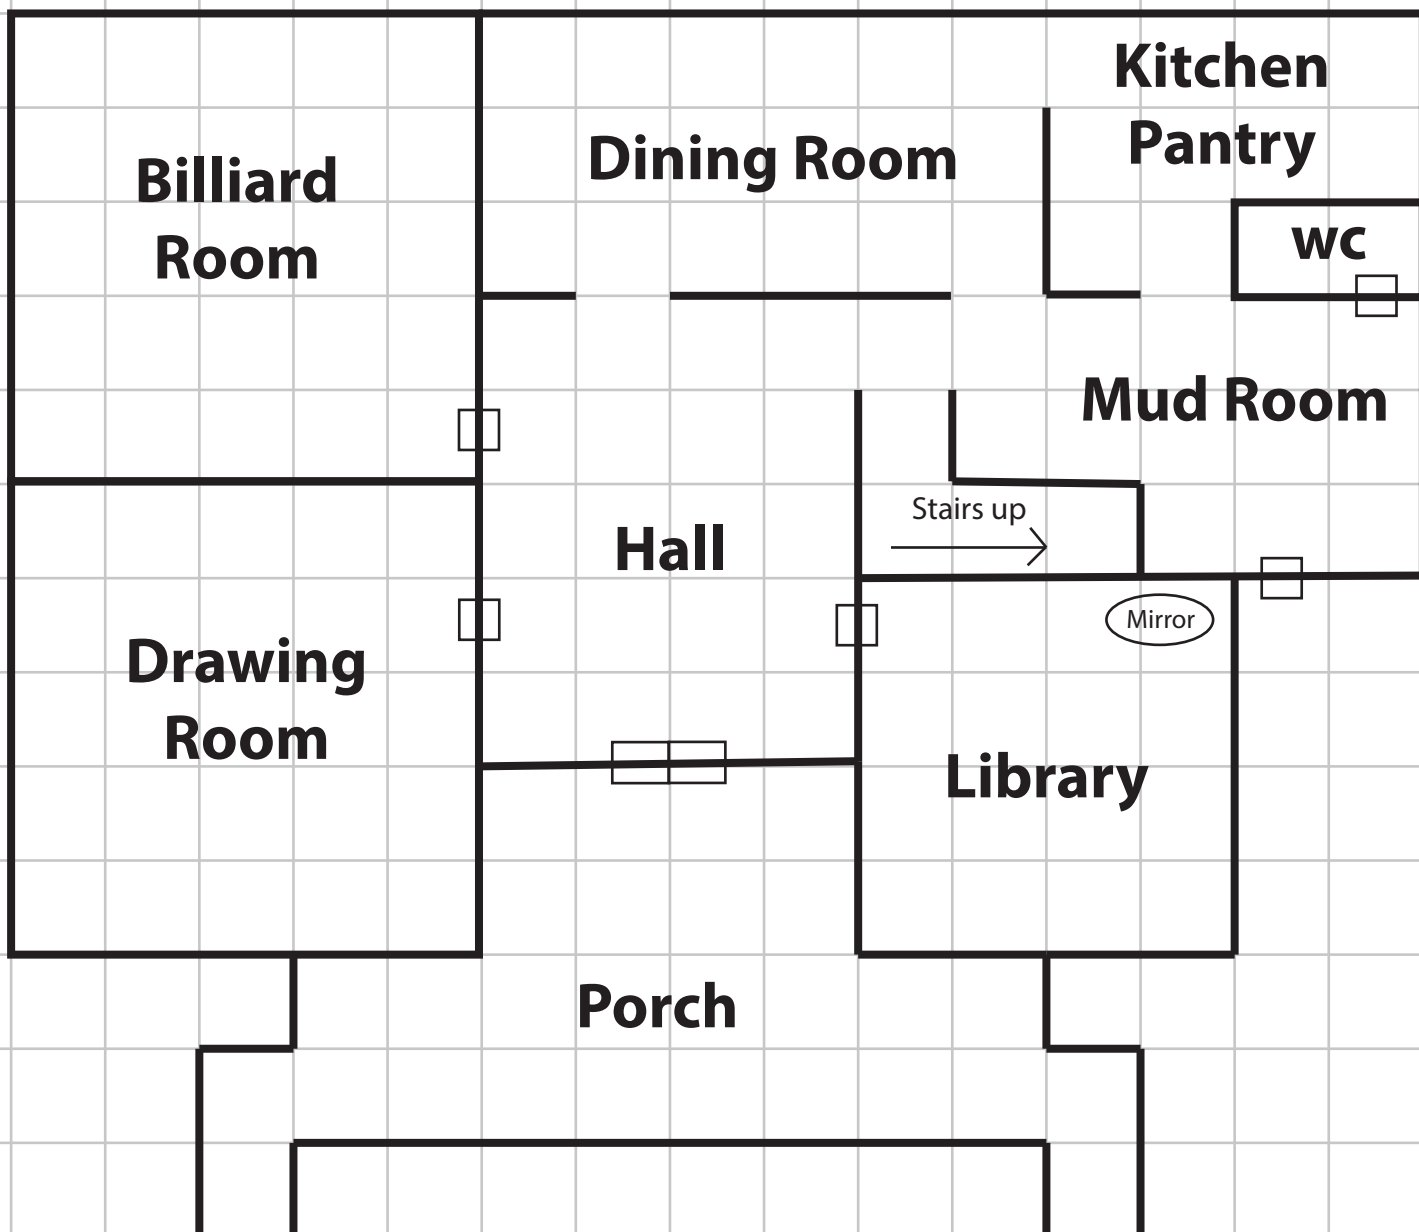 Kitchen
Pantry
Dining Room
Billiard
Room
wc
Mud Room
Stairs up
Hall
Mirror
Drawing
Room
Library
Porch